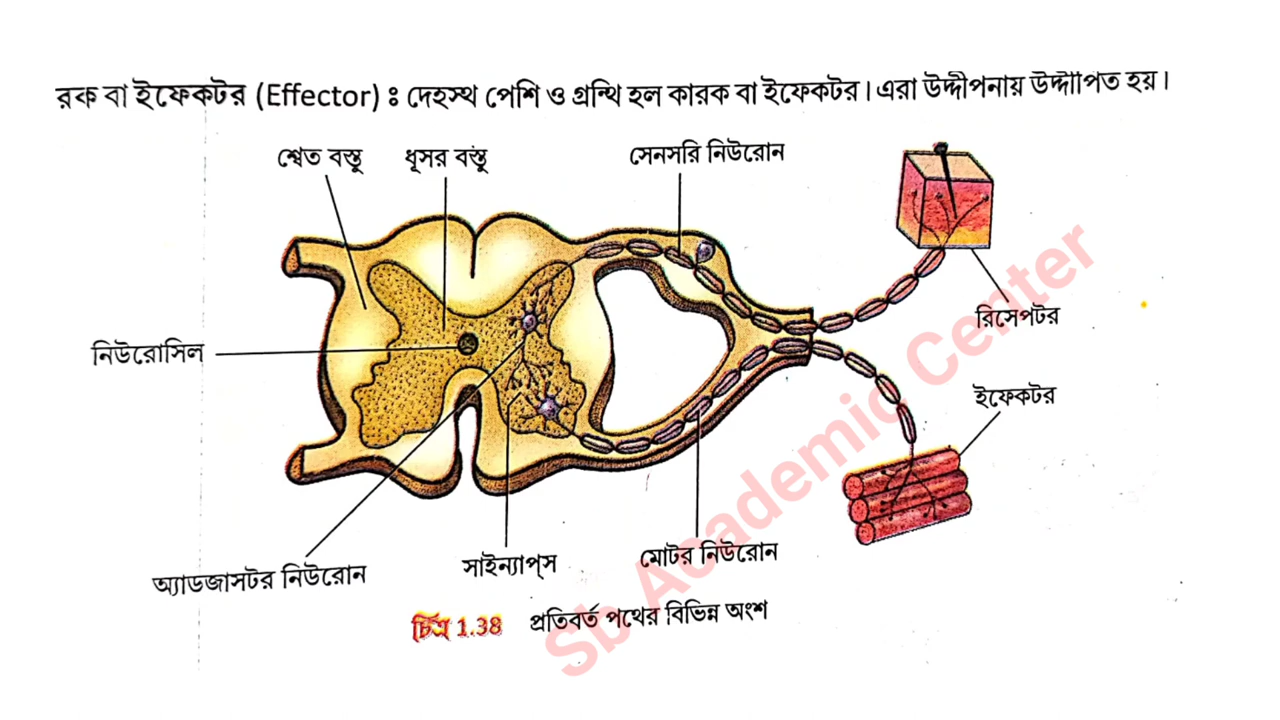 রক বা ইফেকটর (Effector) ঃ দেহস্থ পেশি ও গ্রন্থি হল কারক বা ইফেকটর। এরা উদ্দীপনায় উদ্দীপিত হয়।
শ্বেত বস্তু ধূসর বস্তু সেনসরি নিউরোন
রিসেপটর
নিউরোসিল
ইফেকটর
অ্যাডজাসটর নিউরোন সাইন্যাপ্‌স মোটর নিউরোন
চিত্র 1.38 প্রতিবর্ত পথের বিভিন্ন অংশ
Sb Academic Center